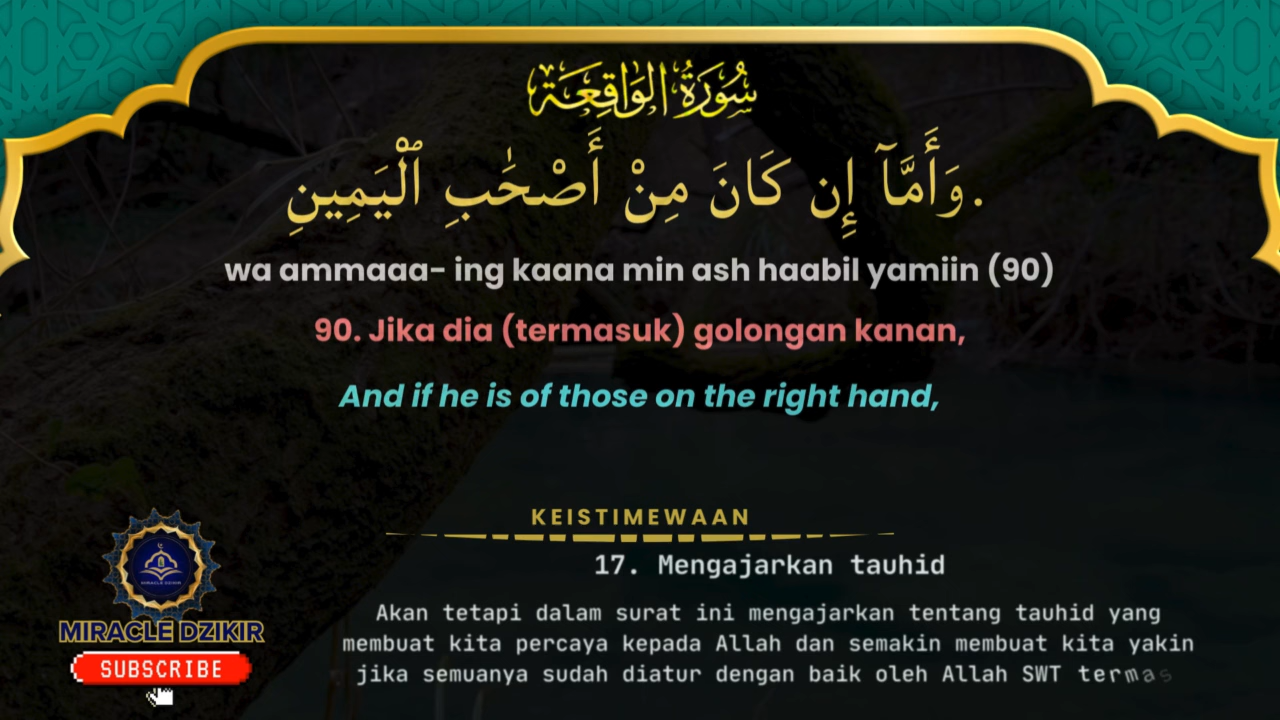 سُورَةُ الوَاقِعَة
وَأَمَّآ إِن كَانَ مِنْ أَصْحَٰبِ ٱلْيَمِينِ.
wa ammaaa- ing kaana min ash haabil yamiin (90)
90. Jika dia (termasuk) golongan kanan,
And if he is of those on the right hand,
KEISTIMEWAAN
17. Mengajarkan tauhid
Akan tetapi dalam surat ini mengajarkan tentang tauhid yang
membuat kita percaya kepada Allah dan semakin membuat kita yakin
jika semuanya sudah diatur dengan baik oleh Allah SWT termas
MIRACLE DZIKIR
MIRACLE DZIKIR
SUBSCRIBE